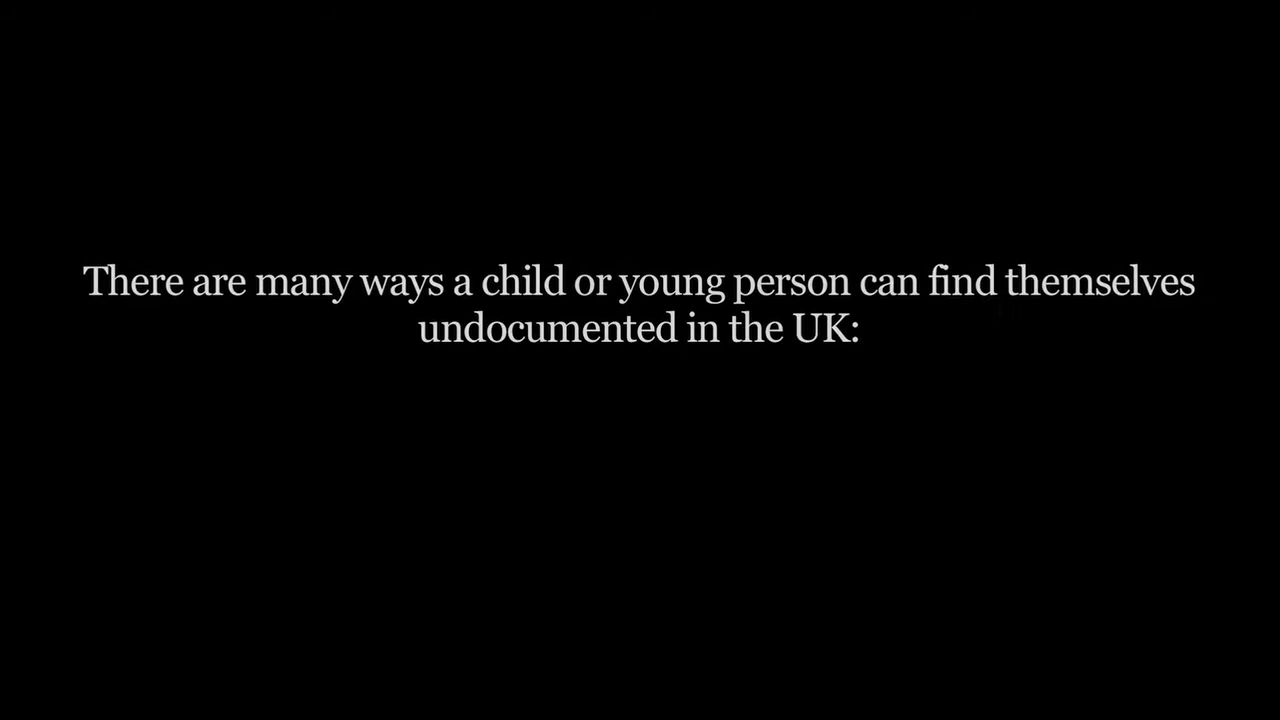 There are many ways a child or young person can find themselves
undocumented in the UK: